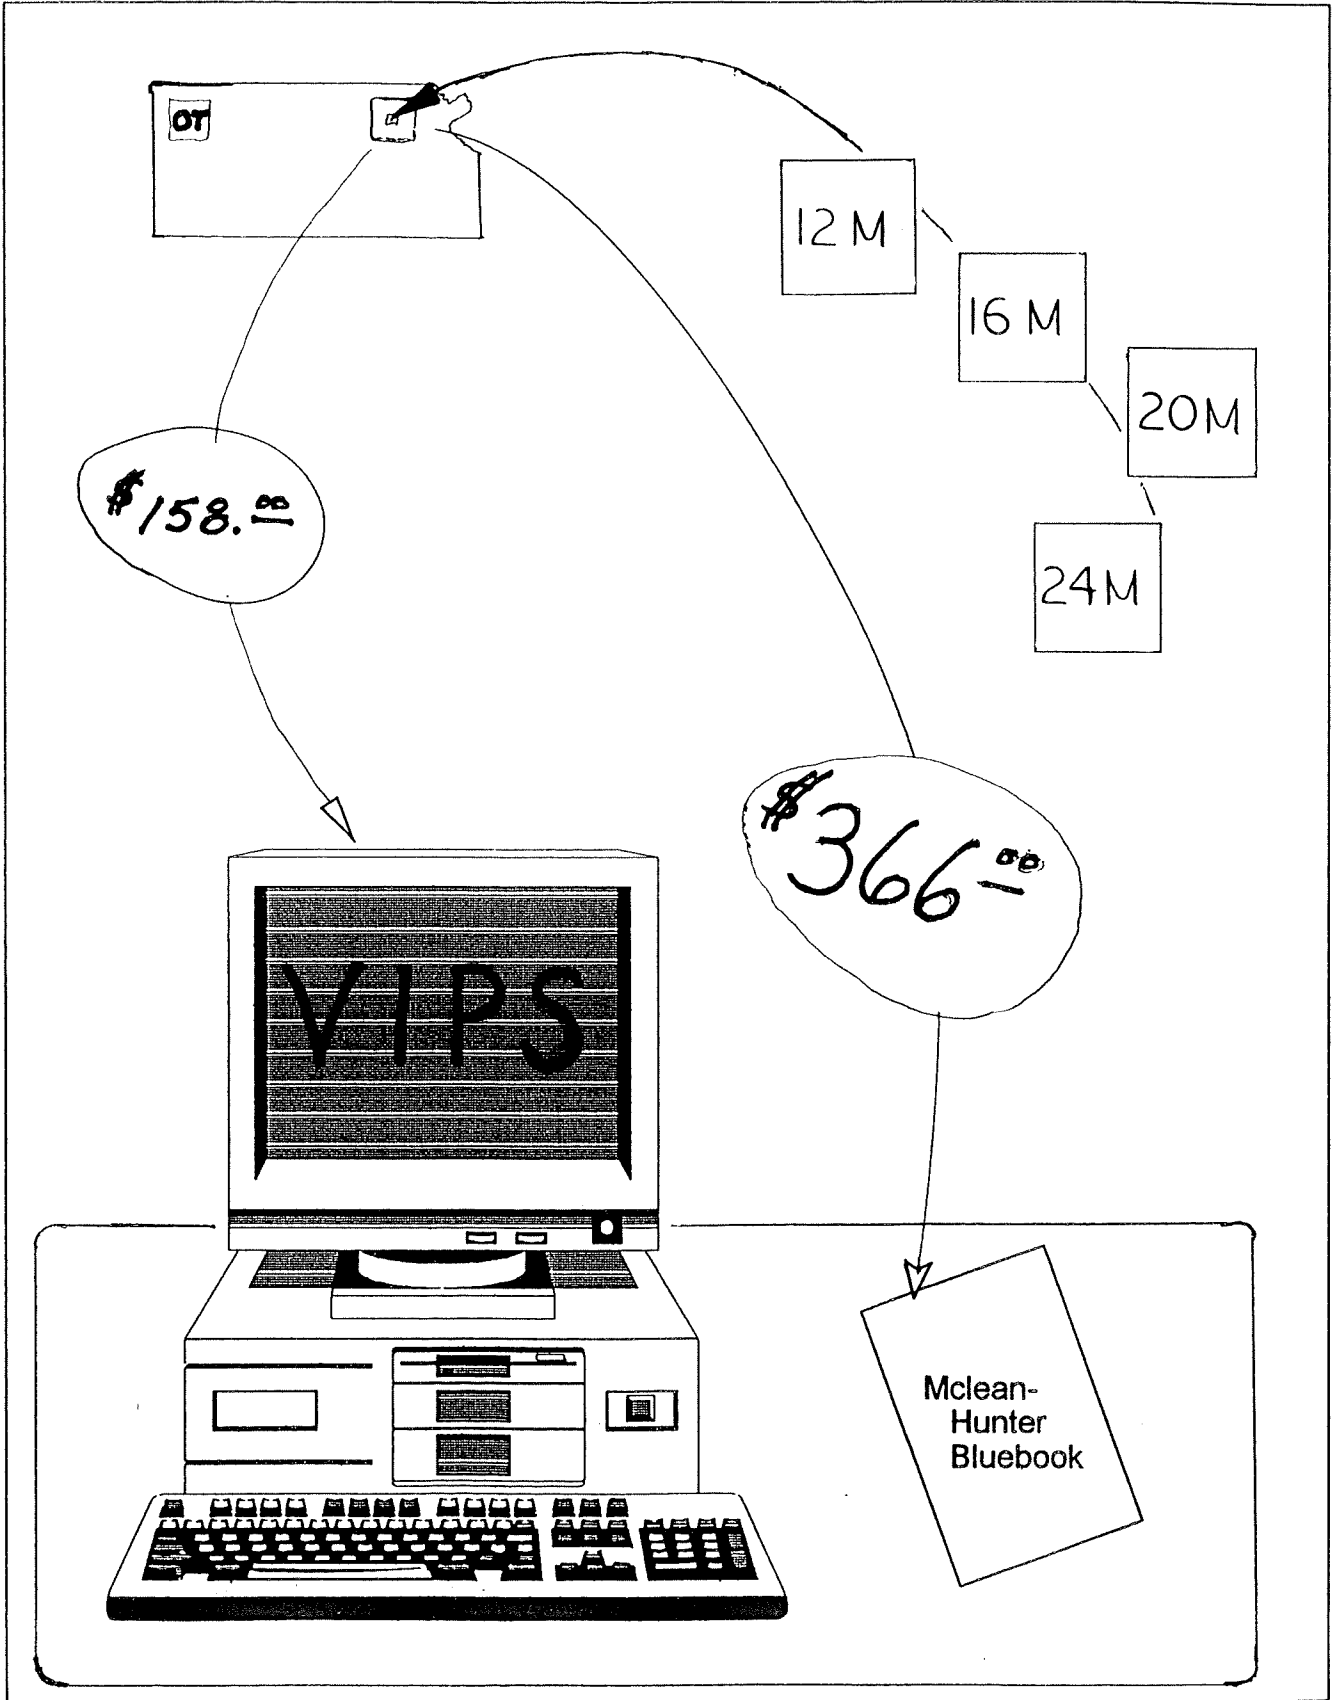 OT
12 M
16 M
20M
24M
$158.00
$366.00
VIPS
Mclean-
Hunter
Bluebook